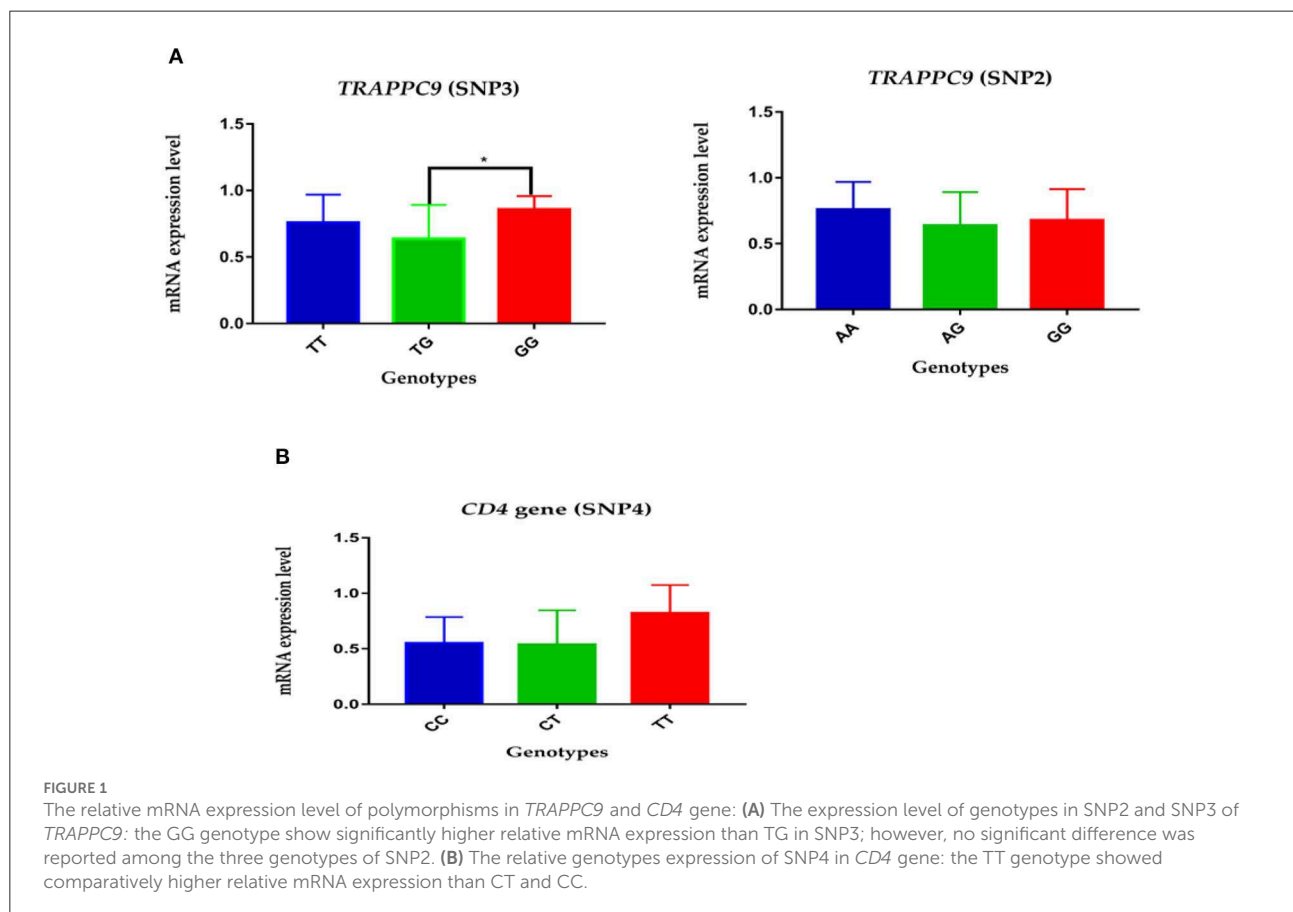 A
TRAPPC9 (SNP3)
mRNA expression level
1.5
1.0
0.5
0.0
*
TT
TG
GG
Genotypes
TRAPPC9 (SNP2)
mRNA expression level
1.5
1.0
0.5
0.0
AA
AG
GG
Genotypes
B
CD4 gene (SNP4)
mRNA expression level
1.5
1.0
0.5
0.0
CC
CT
TT
Genotypes
FIGURE 1
The relative mRNA expression level of polymorphisms in TRAPPC9 and CD4 gene: (A) The expression level of genotypes in SNP2 and SNP3 of
TRAPPC9: the GG genotype show significantly higher relative mRNA expression than TG in SNP3; however, no significant difference was
reported among the three genotypes of SNP2. (B) The relative genotypes expression of SNP4 in CD4 gene: the TT genotype showed
comparatively higher relative mRNA expression than CT and CC.